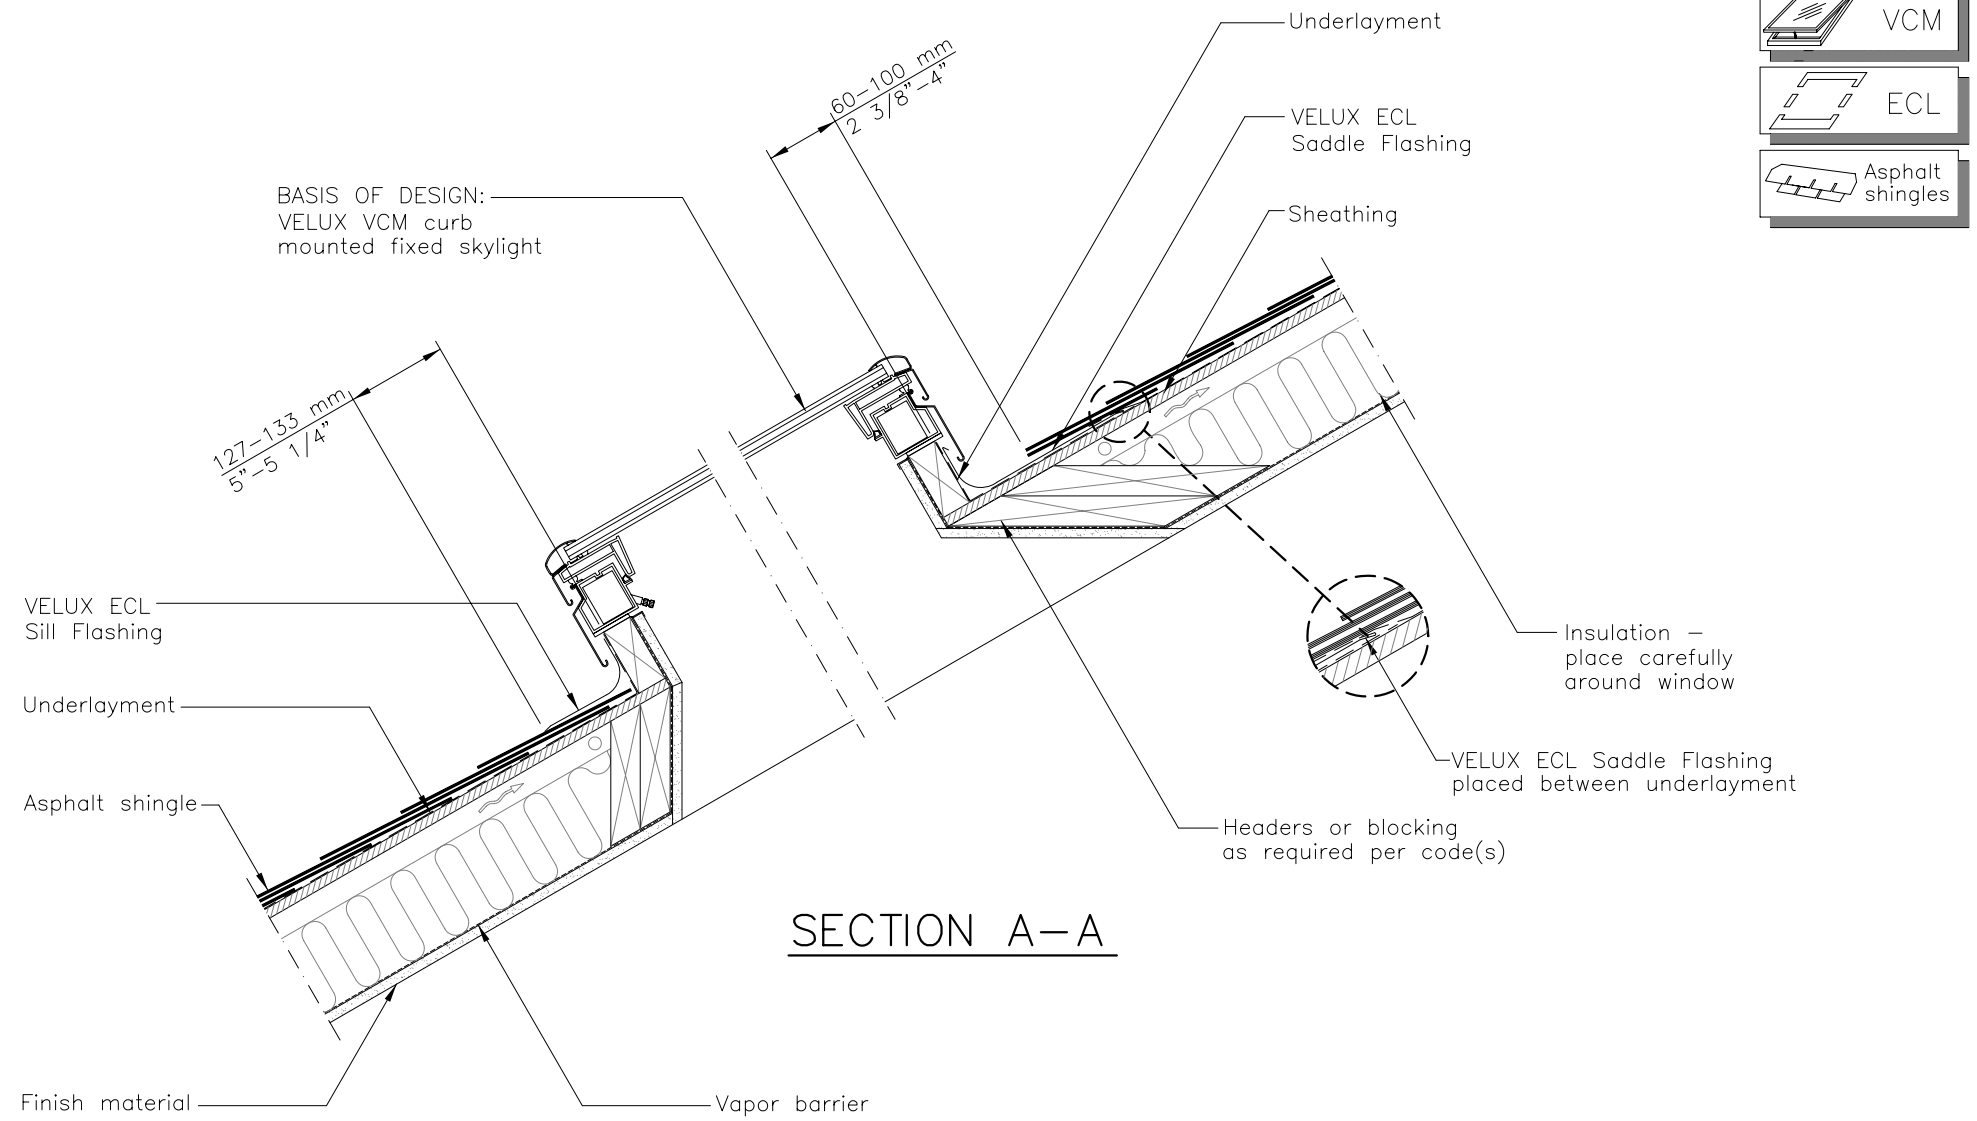 Underlayment
VCM
60-100 mm
2 3/8"-4"
VELUX ECL
Saddle Flashing
ECL
Asphalt
shingles
BASIS OF DESIGN:
VELUX VCM curb
mounted fixed skylight
Sheathing
127-133 mm
5"-5 1/4"
VELUX ECL
Sill Flashing
Underlayment
Asphalt shingle
Insulation -
place carefully
around window
VELUX ECL Saddle Flashing
placed between underlayment
Headers or blocking
as required per code(s)
SECTION A-A
Finish material
Vapor barrier